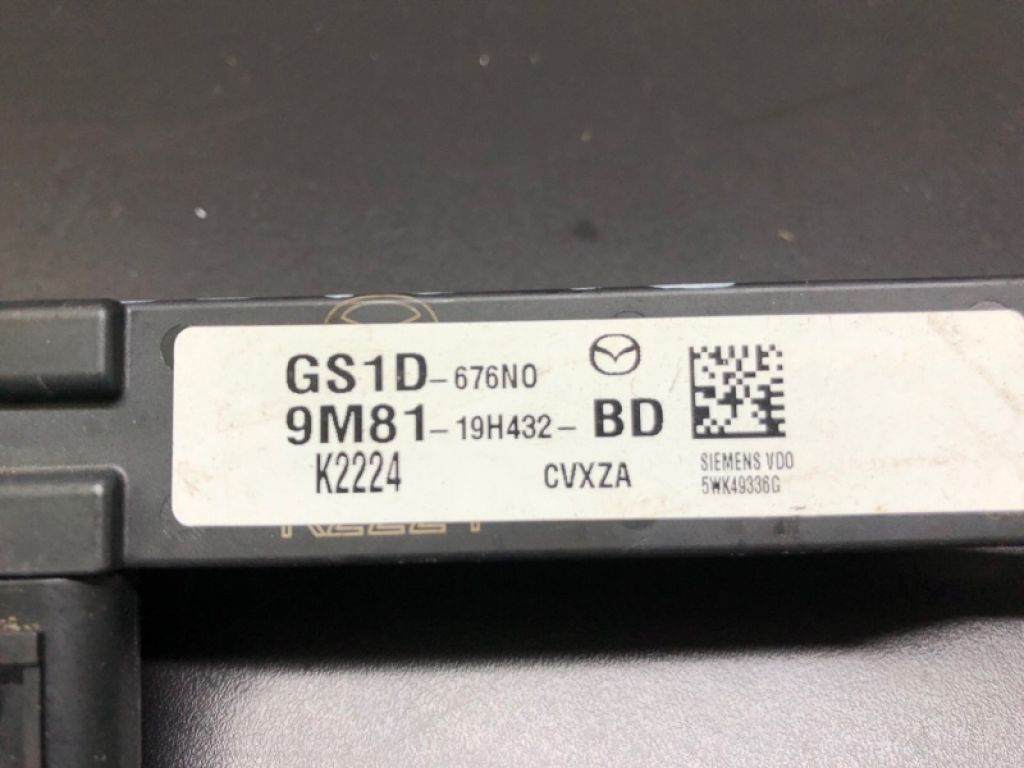 GS1D-676N0
9M81-19H432-BD
K2224 CVXZA
SIEMENS VDO
5WK49336G